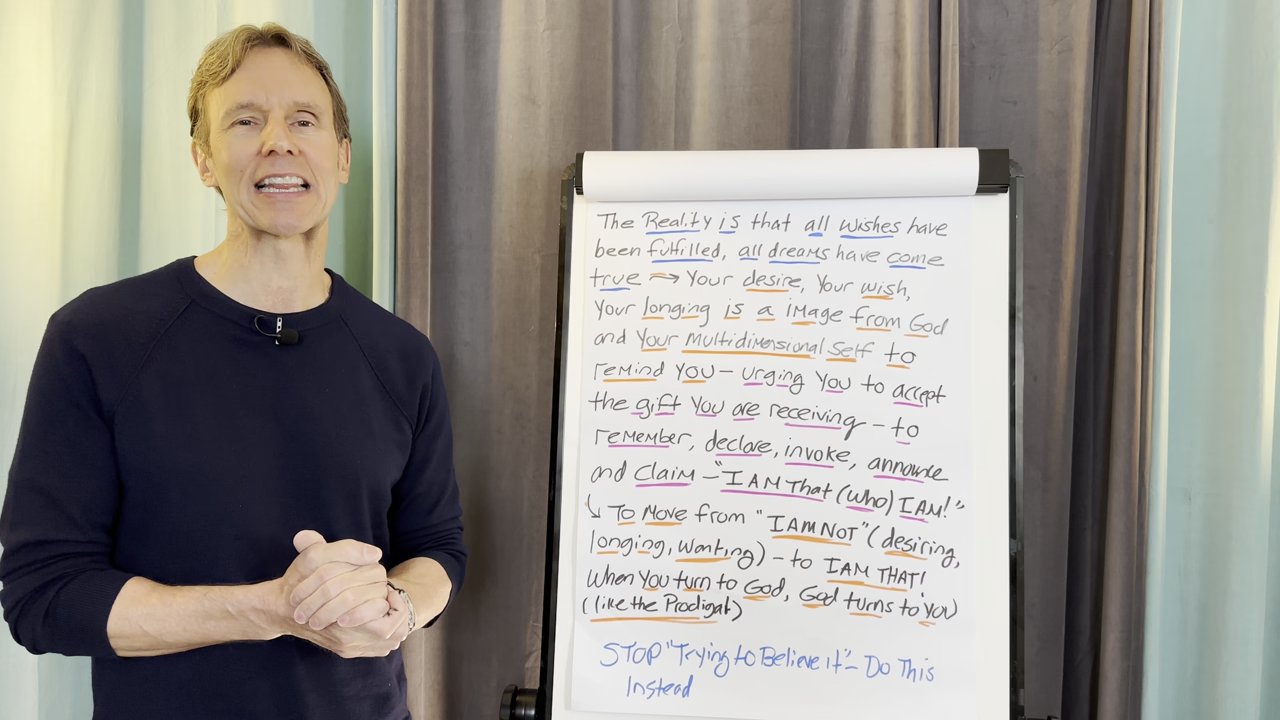 The Reality is that all wishes have
been fulfilled, all dreams have come
true → Your desire, Your wish,
Your longing is a image from God
and Your Multidimensional Self to
remind You – urging You to accept
the gift You are receiving – to
remember, declare, invoke, announce
and Claim – "I AM That (Who) I AM!"
↳ To Move from "I AM NOT" (desiring,
longing, wanting) – to I AM THAT!
When You turn to God, God turns to You
(like the Prodigal)
STOP "Trying to Believe it" – Do This
Instead